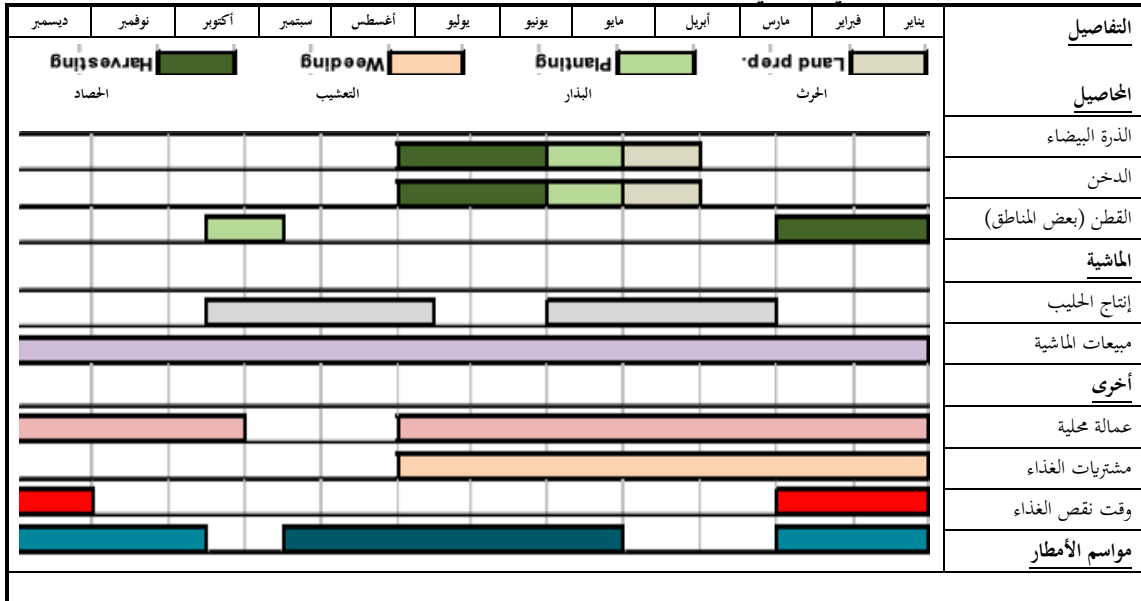 التفاصيل يناير فبراير مارس أبريل مايو يونيو يوليو أغسطس سبتمبر أكتوبر نوفمبر ديسمبر
Land prep. Planting Weeding Harvesting
المحاصيل الحرث البذار التعشيب الحصاد
الذرة البيضاء
الدخن
القطن (بعض المناطق)
الماشية
إنتاج الحليب
مبيعات الماشية
أخرى
عمالة محلية
مشتريات الغذاء
وقت نقص الغذاء
مواسم الأمطار